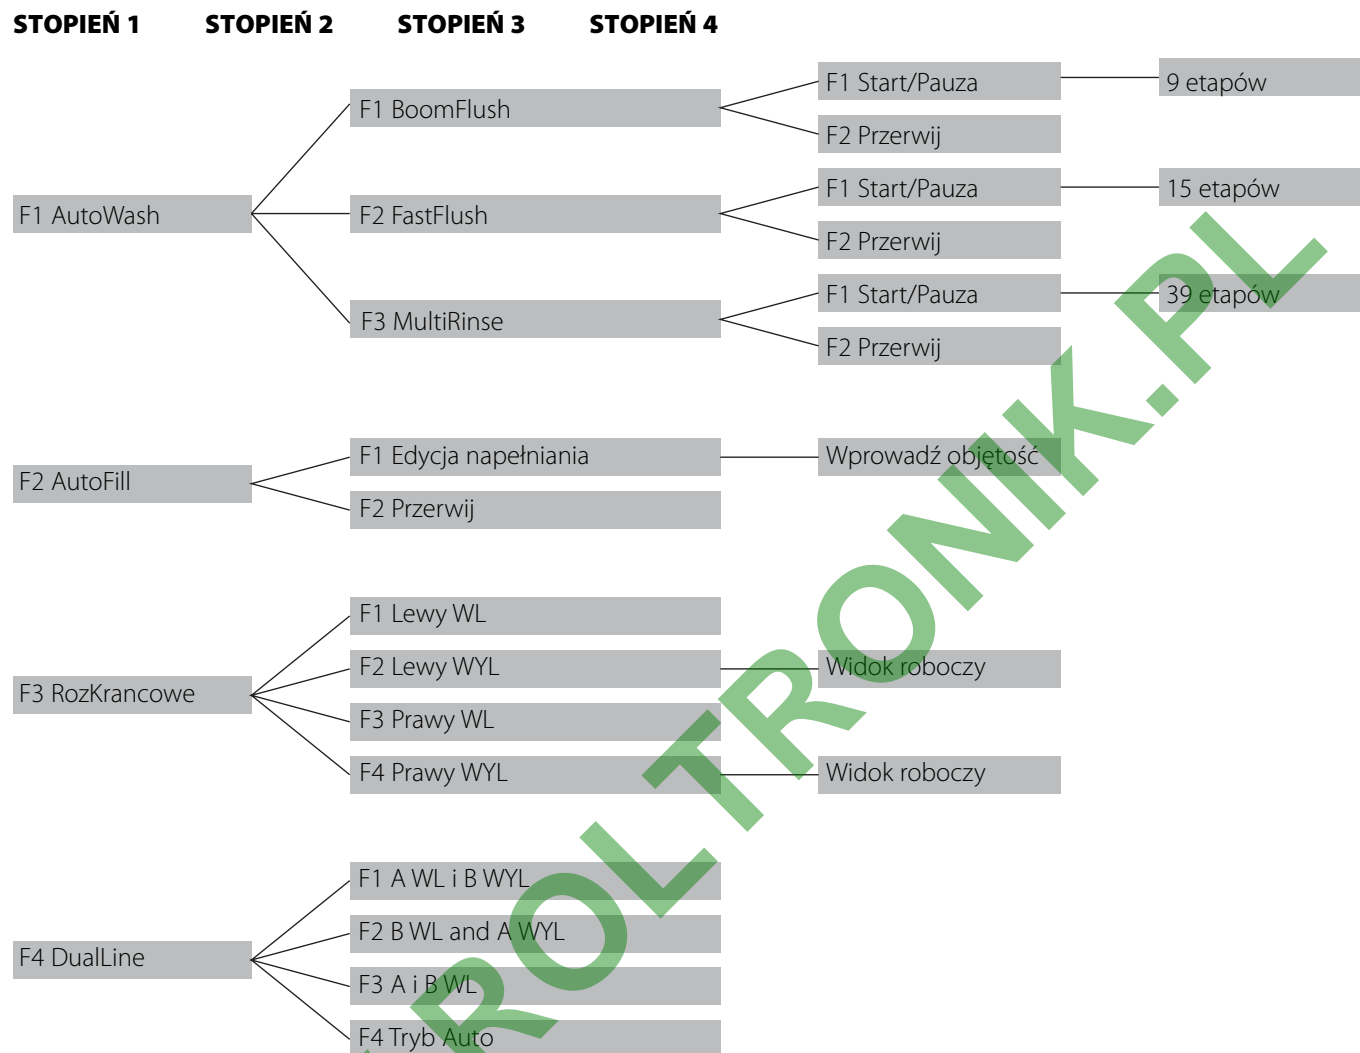 STOPIEŃ 1 STOPIEŃ 2 STOPIEŃ 3 STOPIEŃ 4
F1 AutoWash
F1 BoomFlush
F1 Start/Pauza
9 etapów
F2 Przerwij
F2 FastFlush
F1 Start/Pauza
15 etapów
F2 Przerwij
F3 MultiRinse
F1 Start/Pauza
39 etapów
F2 Przerwij
F2 AutoFill
F1 Edycja napełniania
Wprowadź objętość
F2 Przerwij
F3 RozKrancowe
F1 Lewy WL
F2 Lewy WYL
Widok roboczy
F3 Prawy WL
F4 Prawy WYL
Widok roboczy
F4 DualLine
F1 A WL i B WYL
F2 B WL and A WYL
F3 A i B WL
F4 Tryb Auto
ROLTRONIK.PL